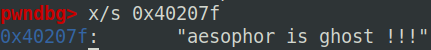 pwndbg> x/s 0x40207f
0x40207f:       "aesophor is ghost !!!"